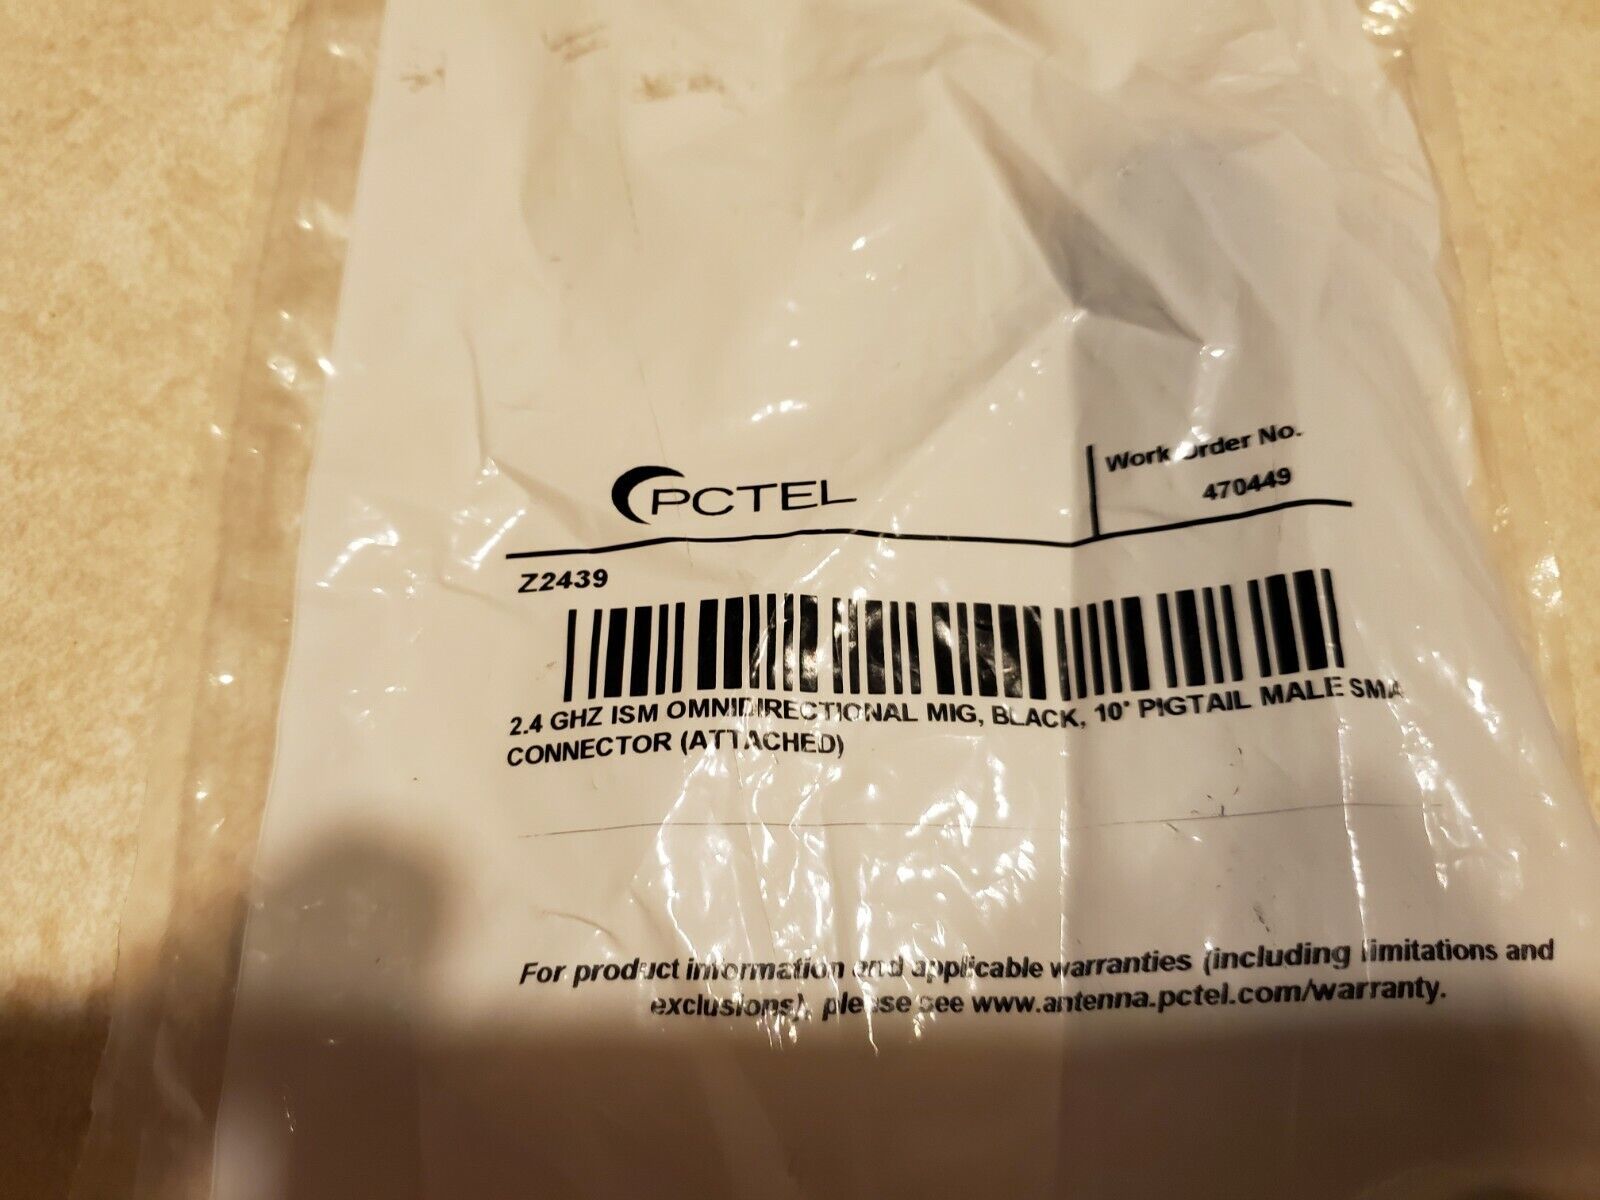 PCTEL
Work Order No.
470449
Z2439
2.4 GHZ ISM OMNIDIRECTIONAL MIG, BLACK, 10" PIGTAIL MALE SMA
CONNECTOR (ATTACHED)
For product information and applicable warranties (including limitations and
exclusions), please see www.antenna.pctel.com/warranty.